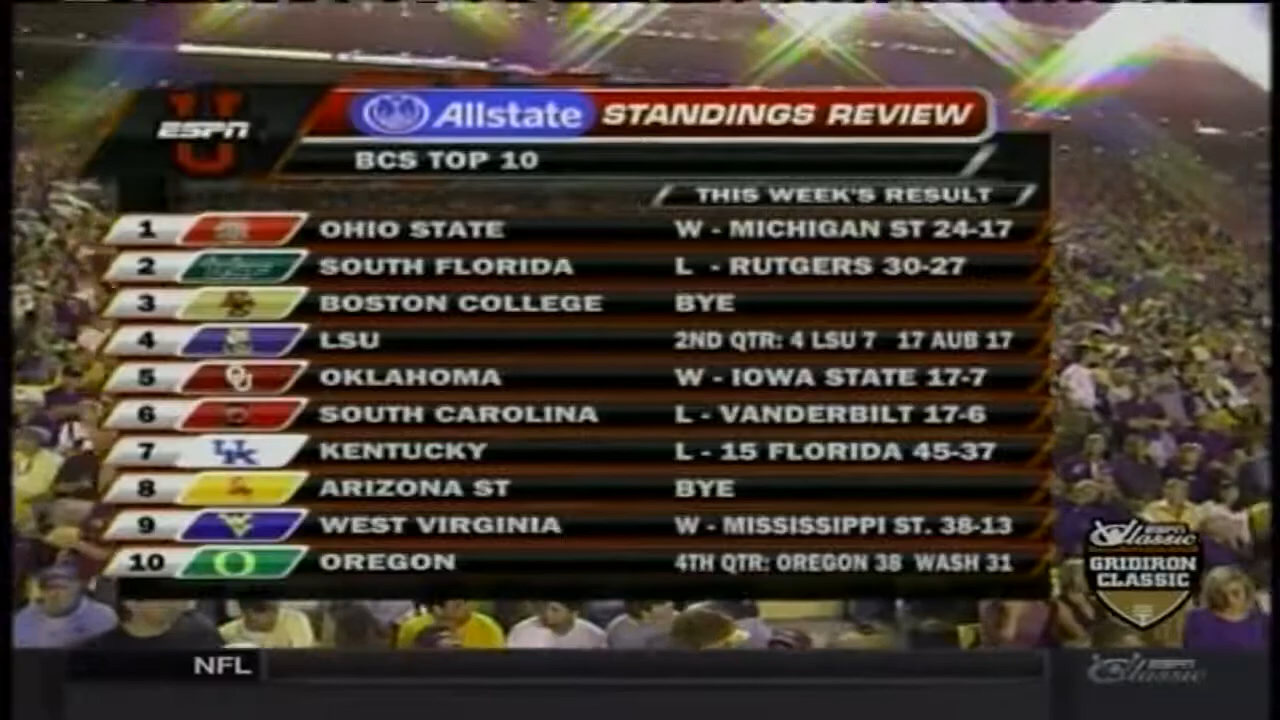 ESPN U
Allstate STANDINGS REVIEW
BCS TOP 10
THIS WEEK'S RESULT
1 OHIO STATE W - MICHIGAN ST 24-17
2 SOUTH FLORIDA L - RUTGERS 30-27
3 BOSTON COLLEGE BYE
4 LSU 2ND QTR: 4 LSU 7 17 AUB 17
5 OU OKLAHOMA W - IOWA STATE 17-7
6 SOUTH CAROLINA L - VANDERBILT 17-6
7 UK KENTUCKY L - 15 FLORIDA 45-37
8 ARIZONA ST BYE
9 WV WEST VIRGINIA W - MISSISSIPPI ST. 38-13
10 O OREGON 4TH QTR: OREGON 38 WASH 31
ESPN Classic
GRIDIRON
CLASSIC
NFL
ESPN Classic